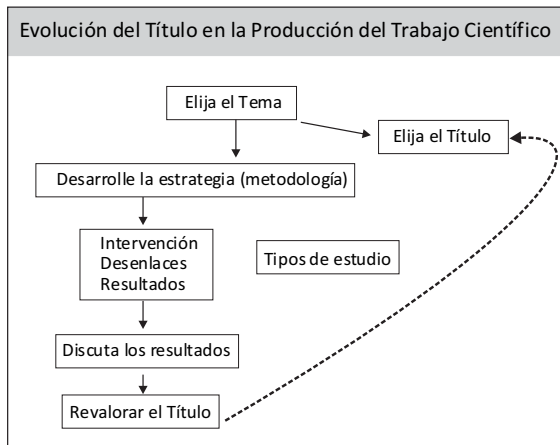 Evolución del Título en la Producción del Trabajo Científico
Elija el Tema
Elija el Título
Desarrolle la estrategia (metodología)
Intervención
Desenlaces
Resultados
Tipos de estudio
Discuta los resultados
Revalorar el Título